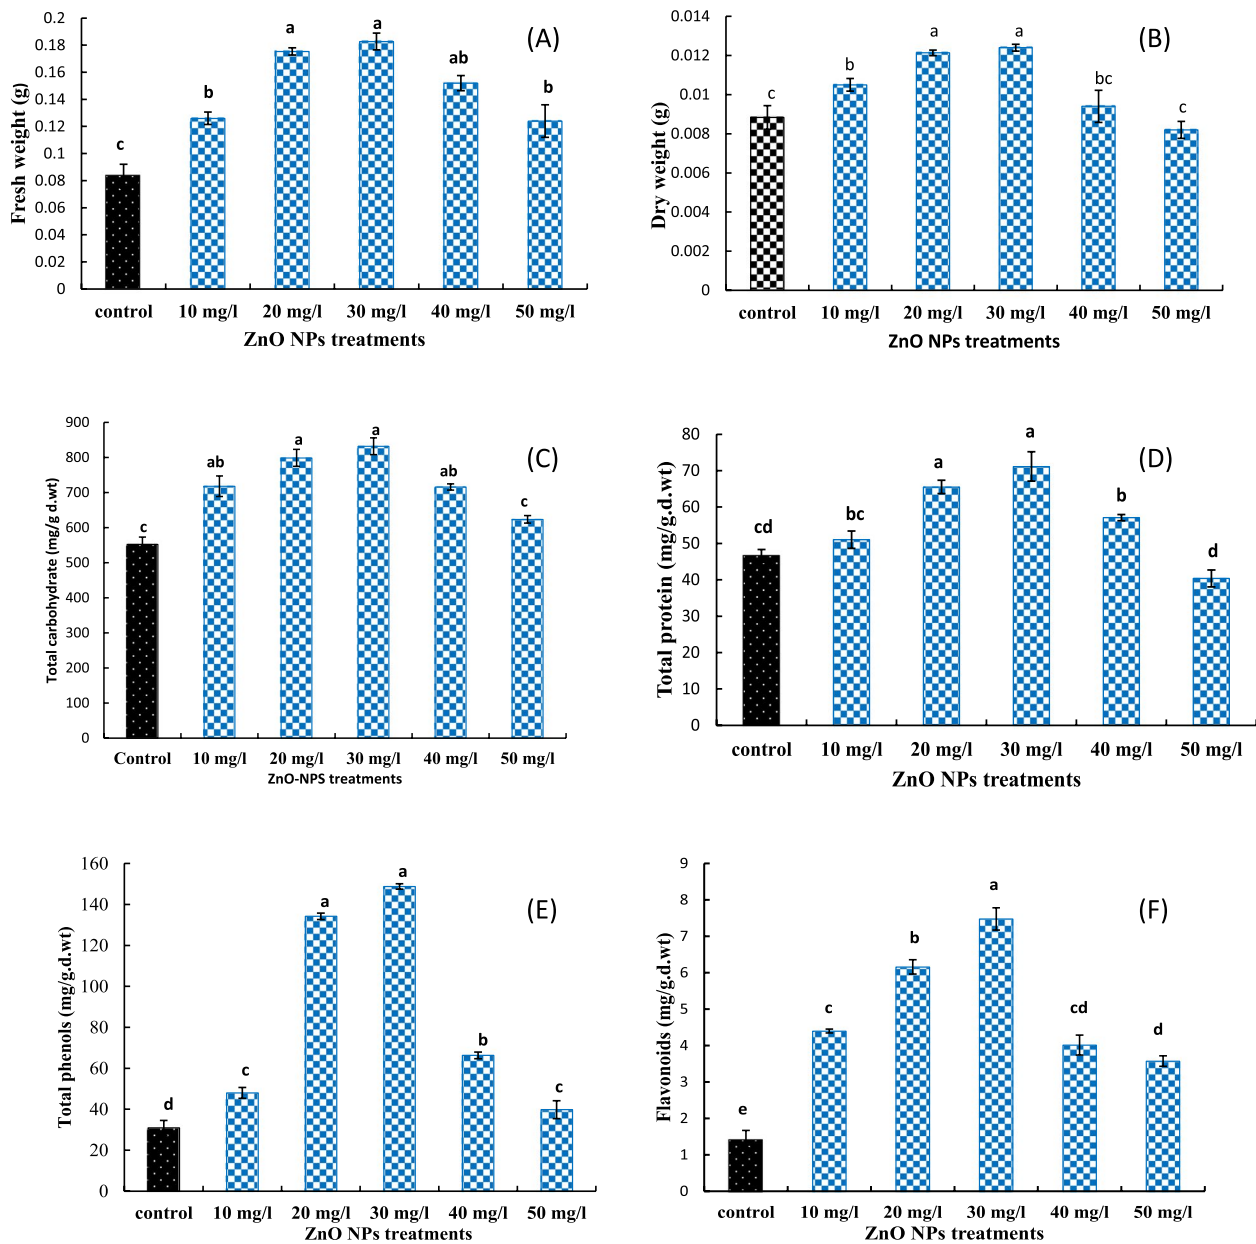 (A)
Fresh weight (g)
0.2
0.18
0.16
0.14
0.12
0.1
0.08
0.06
0.04
0.02
0
c
b
a
a
ab
b
control 10 mg/l 20 mg/l 30 mg/l 40 mg/l 50 mg/l
ZnO NPs treatments
(B)
Dry weight (g)
0.014
0.012
0.01
0.008
0.006
0.004
0.002
0
c
b
a
a
bc
c
control 10 mg/l 20 mg/l 30 mg/l 40 mg/l 50 mg/l
ZnO NPs treatments
(C)
Total carbohydrate (mg/g d.wt)
900
800
700
600
500
400
300
200
100
0
c
ab
a
a
ab
c
Control 10 mg/l 20 mg/l 30 mg/l 40 mg/l 50 mg/l
ZnO-NPS treatments
(D)
Total protein (mg/g.d.wt)
80
70
60
50
40
30
20
10
0
cd
bc
a
a
b
d
control 10 mg/l 20 mg/l 30 mg/l 40 mg/l 50 mg/l
ZnO NPs treatments
(E)
Total phenols (mg/g.d.wt)
160
140
120
100
80
60
40
20
0
d
c
a
a
b
c
control 10 mg/l 20 mg/l 30 mg/l 40 mg/l 50 mg/l
ZnO NPs treatments
(F)
Flavonoids (mg/g.d.wt)
9
8
7
6
5
4
3
2
1
0
e
c
b
a
cd
d
control 10 mg/l 20 mg/l 30 mg/l 40 mg/l 50 mg/l
ZnO NPs treatments